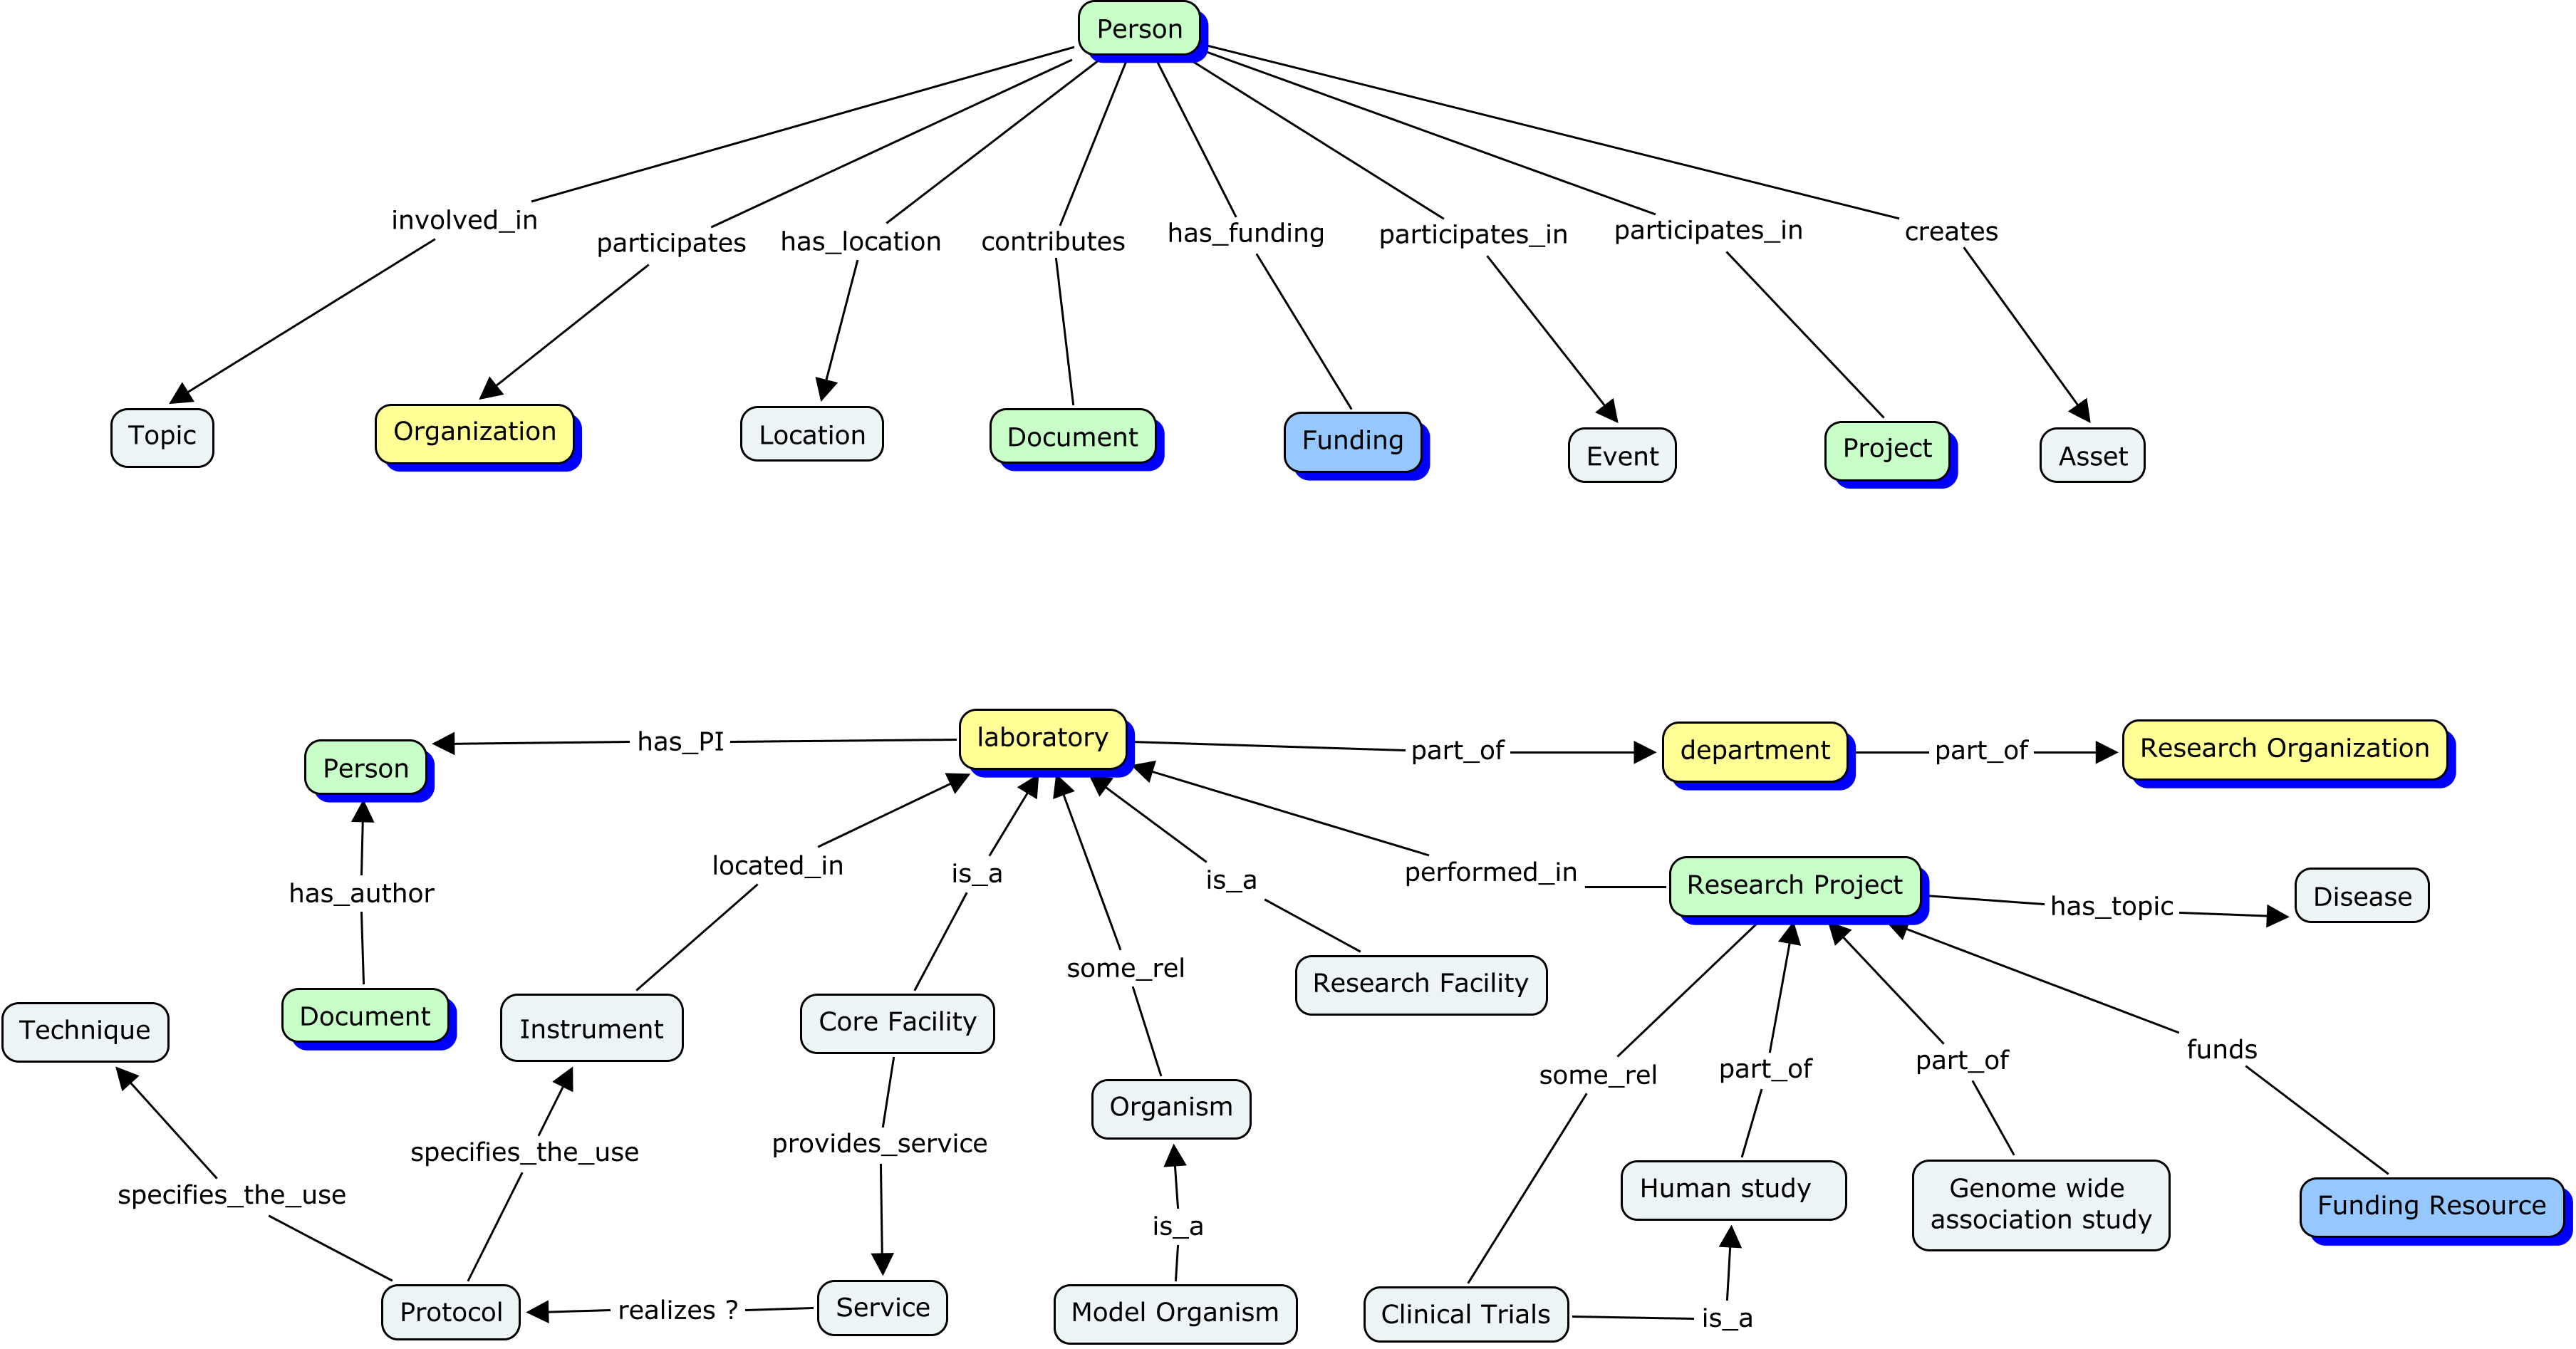 Person
involved_in
participates
has_location
contributes
has_funding
participates_in
participates_in
creates
Topic
Organization
Location
Document
Funding
Event
Project
Asset
has_PI
laboratory
part_of
department
part_of
Research Organization
Person
located_in
is_a
is_a
performed_in
Research Project
has_topic
Disease
has_author
some_rel
Research Facility
Technique
Document
Instrument
Core Facility
Organism
some_rel
part_of
part_of
funds
specifies_the_use
specifies_the_use
provides_service
is_a
Human study
Genome wide
association study
Funding Resource
Protocol
realizes ?
Service
Model Organism
Clinical Trials
is_a